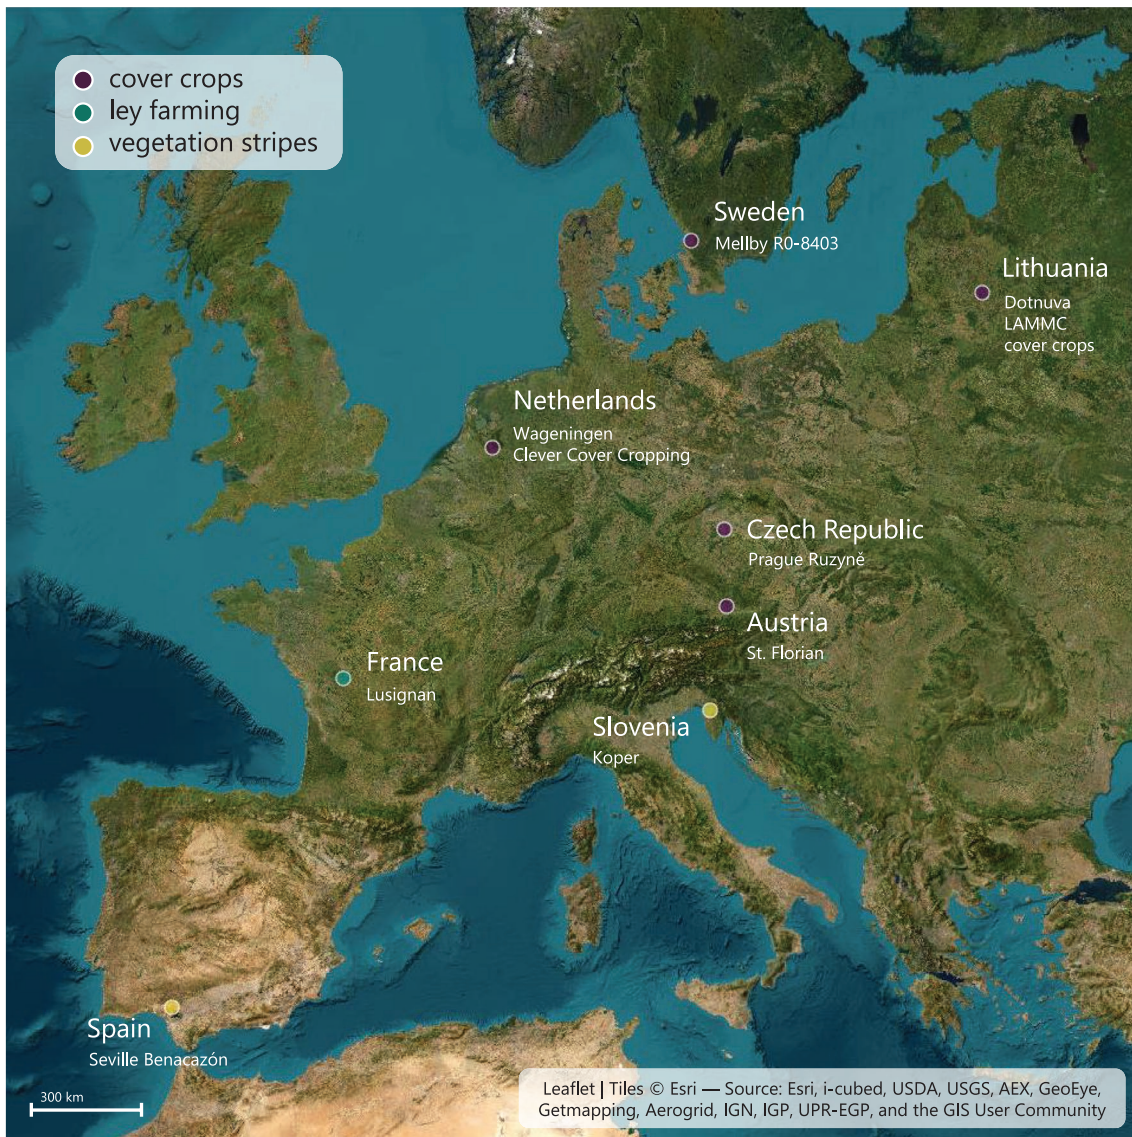 cover crops
ley farming
vegetation stripes
Sweden
Mellby R0-8403
Lithuania
Dotnuva
LAMMC
cover crops
Netherlands
Wageningen
Clever Cover Cropping
Czech Republic
Prague Ruzyně
Austria
St. Florian
France
Lusignan
Slovenia
Koper
Spain
Seville Benacazón
300 km
Leaflet | Tiles © Esri — Source: Esri, i-cubed, USDA, USGS, AEX, GeoEye,
Getmapping, Aerogrid, IGN, IGP, UPR-EGP, and the GIS User Community